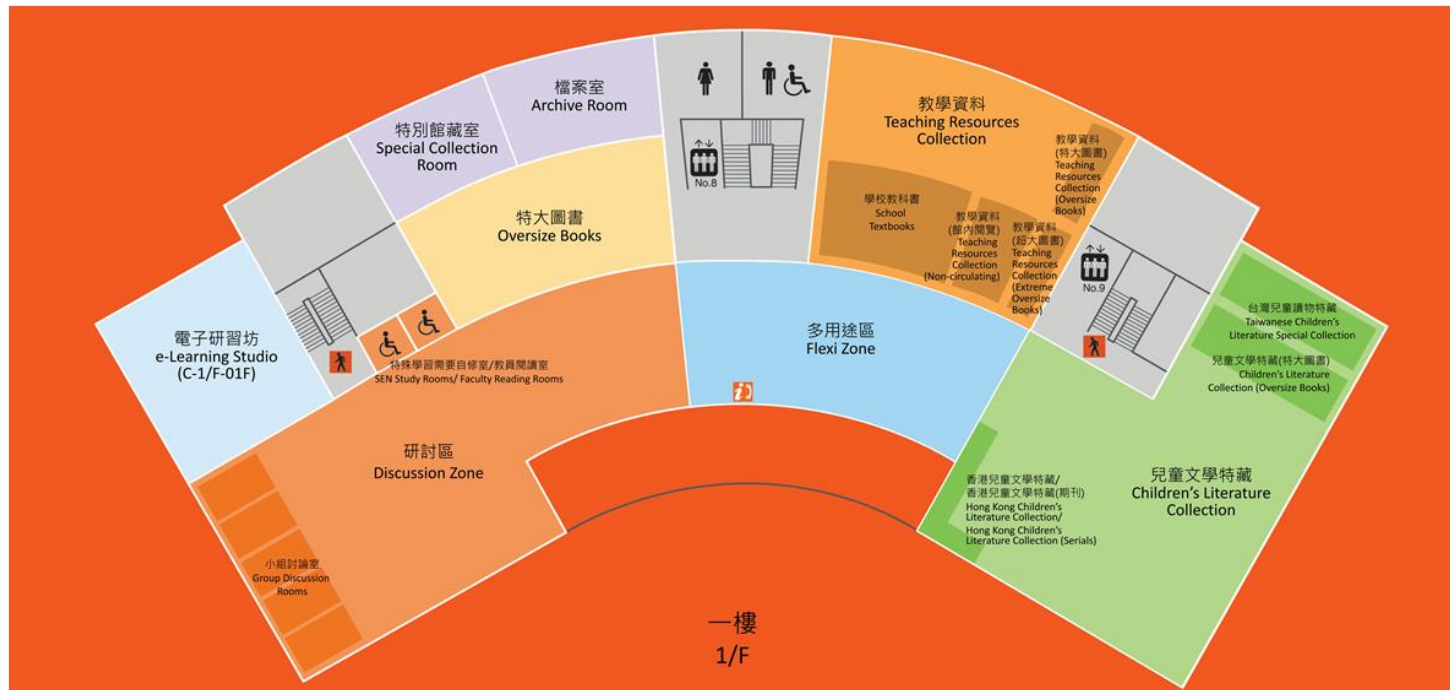 檔案室
Archive Room
特別館藏室
Special Collection
Room
特大圖書
Oversize Books
No.8
教學資料
Teaching Resources
Collection
教學資料
(特大圖書)
Teaching
Resources
Collection
(Oversize
Books)
學校教科書
School
Textbooks
教學資料
(館內閱覽)
Teaching
Resources
Collection
(Non-circulating)
教學資料
(超大圖書)
Teaching
Resources
Collection
(Extreme
Oversize
Books)
No.9
台灣兒童讀物特藏
Taiwanese Children's
Literature Special Collection
兒童文學特藏(特大圖書)
Children's Literature
Collection (Oversize Books)
電子研習坊
e-Learning Studio
(C-1/F-01F)
特殊學習需要自修室/教員閱讀室
SEN Study Rooms/ Faculty Reading Rooms
多用途區
Flexi Zone
i
研討區
Discussion Zone
香港兒童文學特藏/
香港兒童文學特藏(期刊)
Hong Kong Children's
Literature Collection/
Hong Kong Children's
Literature Collection (Serials)
兒童文學特藏
Children's Literature
Collection
小組討論室
Group Discussion
Rooms
一樓
1/F